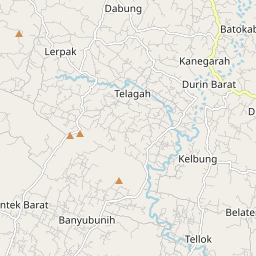 Dabung
Batokab
Lerpak
Kanegarah
Durin Barat
Telagah
D
Kelbung
ntek Barat
Belate
Banyubunih
Tellok